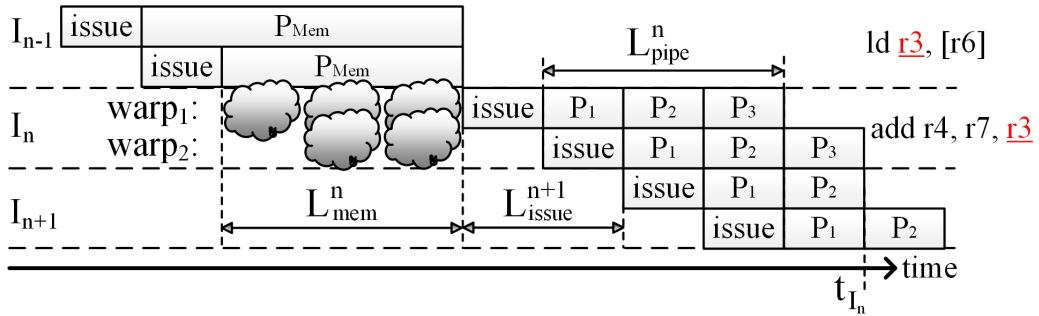 I_{n-1} issue P_{Mem} ld r3, [r6]
issue P_{Mem} L^n_{pipe}
I_n warp_1: issue P_1 P_2 P_3 add r4, r7, r3
warp_2: issue P_1 P_2 P_3
I_{n+1} L^n_{mem} L^{n+1}_{issue} issue P_1 P_2
issue P_1 P_2
time
t_{I_n}